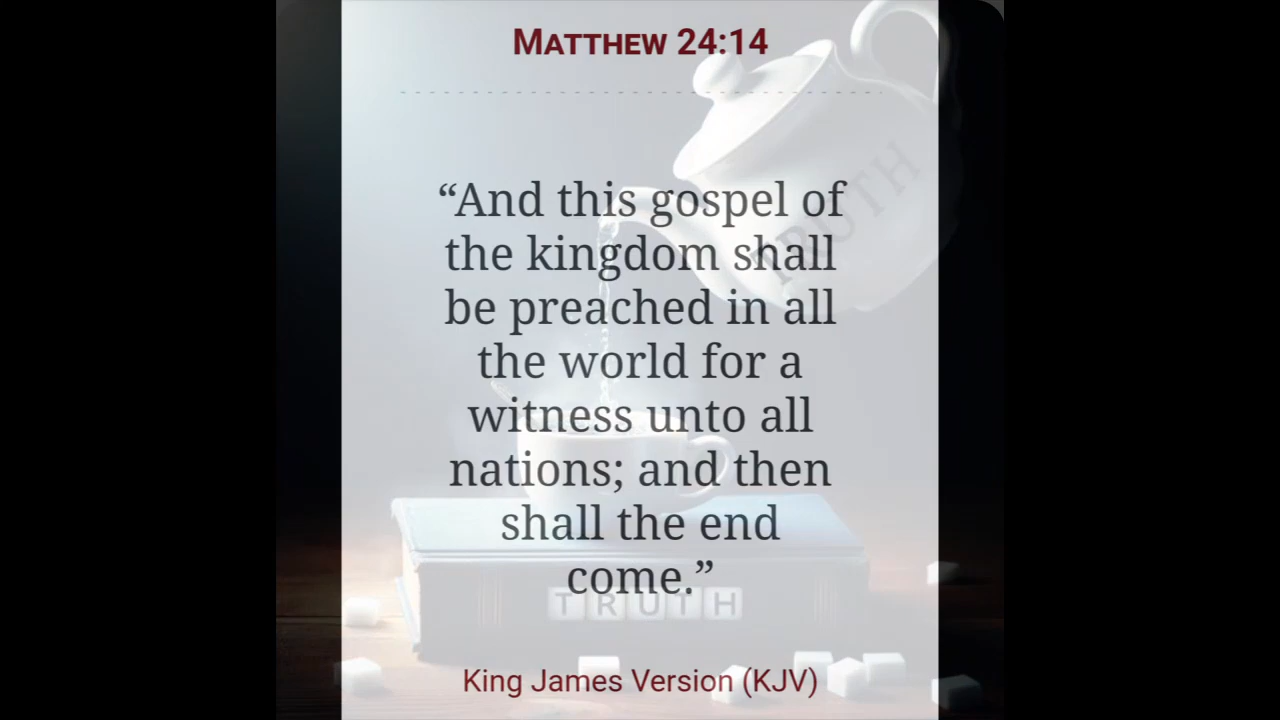 MATTHEW 24:14
TRUTH
“And this gospel of
the kingdom shall
be preached in all
the world for a
witness unto all
nations; and then
shall the end
come.”
TRUTH
King James Version (KJV)